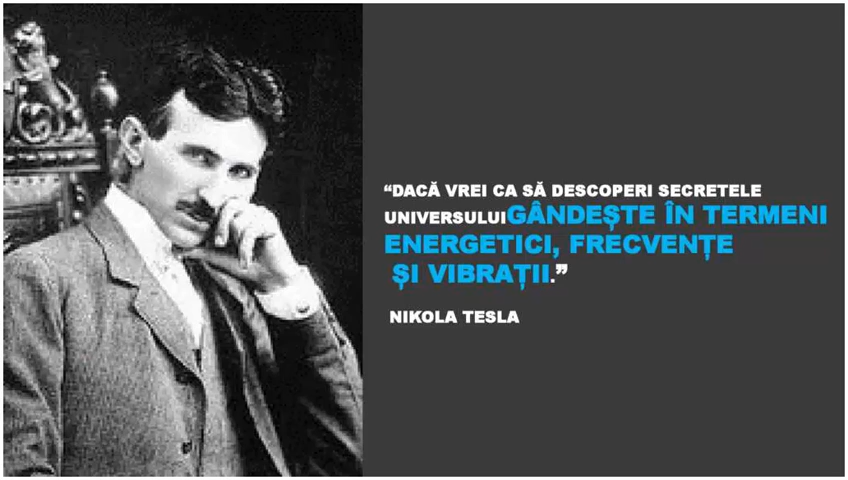 “DACĂ VREI CA SĂ DESCOPERI SECRETELE
UNIVERSULUIGÂNDEȘTE ÎN TERMENI
ENERGETICI, FRECVENȚE
ȘI VIBRAȚII.”
NIKOLA TESLA